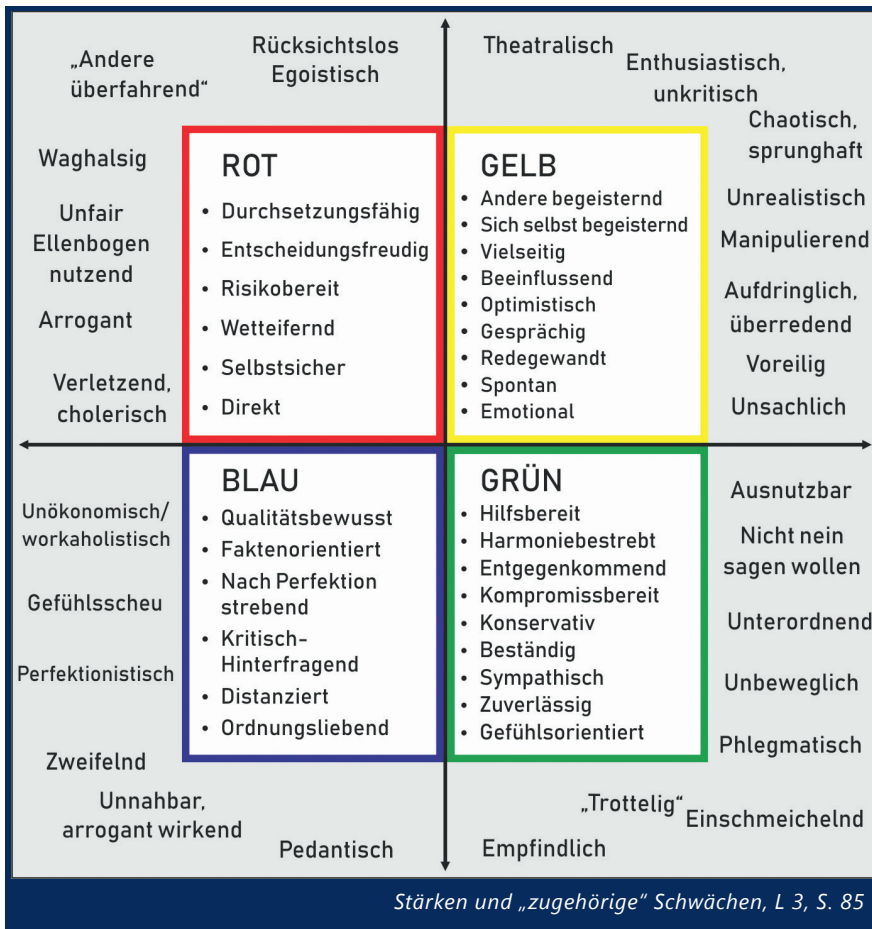 „Andere
überfahrend“
Rücksichtslos
Egoistisch
Waghalsig
Unfair
Ellenbogen
nutzend
Arrogant
Verletzend,
cholerisch
ROT
• Durchsetzungsfähig
• Entscheidungsfreudig
• Risikobereit
• Wetteifernd
• Selbstsicher
• Direkt
Theatralisch
Enthusiastisch,
unkritisch
Chaotisch,
sprunghaft
Unrealistisch
Manipulierend
Aufdringlich,
überredend
Voreilig
Unsachlich
GELB
• Andere begeisternd
• Sich selbst begeisternd
• Vielseitig
• Beeinflussend
• Optimistisch
• Gesprächig
• Redegewandt
• Spontan
• Emotional
Unökonomisch/
workaholistisch
Gefühlsscheu
Perfektionistisch
Zweifelnd
Unnahbar,
arrogant wirkend
Pedantisch
BLAU
• Qualitätsbewusst
• Faktenorientiert
• Nach Perfektion
strebend
• Kritisch-
Hinterfragend
• Distanziert
• Ordnungsliebend
GRÜN
• Hilfsbereit
• Harmoniebestrebt
• Entgegenkommend
• Kompromissbereit
• Konservativ
• Beständig
• Sympathisch
• Zuverlässig
• Gefühlsorientiert
Ausnutzbar
Nicht nein
sagen wollen
Unterordnend
Unbeweglich
Phlegmatisch
„Trottelig“
Einschmeichelnd
Empfindlich
Stärken und „zugehörige“ Schwächen, L 3, S. 85